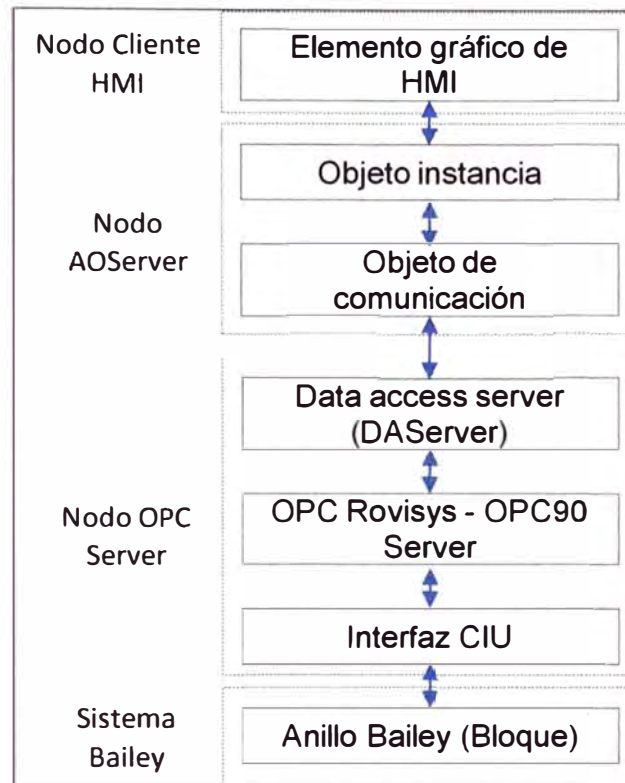 Nodo Cliente
HMI
Elemento gráfico de
HMI
Nodo
AOServer
Objeto instancia
Objeto de
comunicación
Nodo OPC
Server
Data access server
(DAServer)
OPC Rovisys - OPC90
Server
Interfaz CIU
Sistema
Bailey
Anillo Bailey (Bloque)